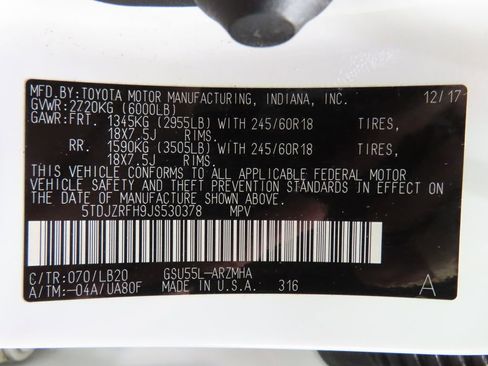 MFD.BY:TOYOTA MOTOR MANUFACTURING, INDIANA, INC. 12/17
GVWR:2720KG (6000LB)
GAWR:FRT. 1345KG (2955LB) WITH 245/60R18 TIRES,
18X7.5J RIMS.
RR. 1590KG (3505LB) WITH 245/60R18 TIRES,
18X7.5J RIMS.
THIS VEHICLE CONFORMS TO ALL APPLICABLE FEDERAL MOTOR
VEHICLE SAFETY AND THEFT PREVENTION STANDARDS IN EFFECT ON
THE DATE OF MANUFACTURE SHOWN ABOVE.
5TDJZRFH9JS530378 MPV
C/TR:070/LB20 GSU55L-ARZMHA
A/TM:-04A/UA80F MADE IN U.S.A. 316 A